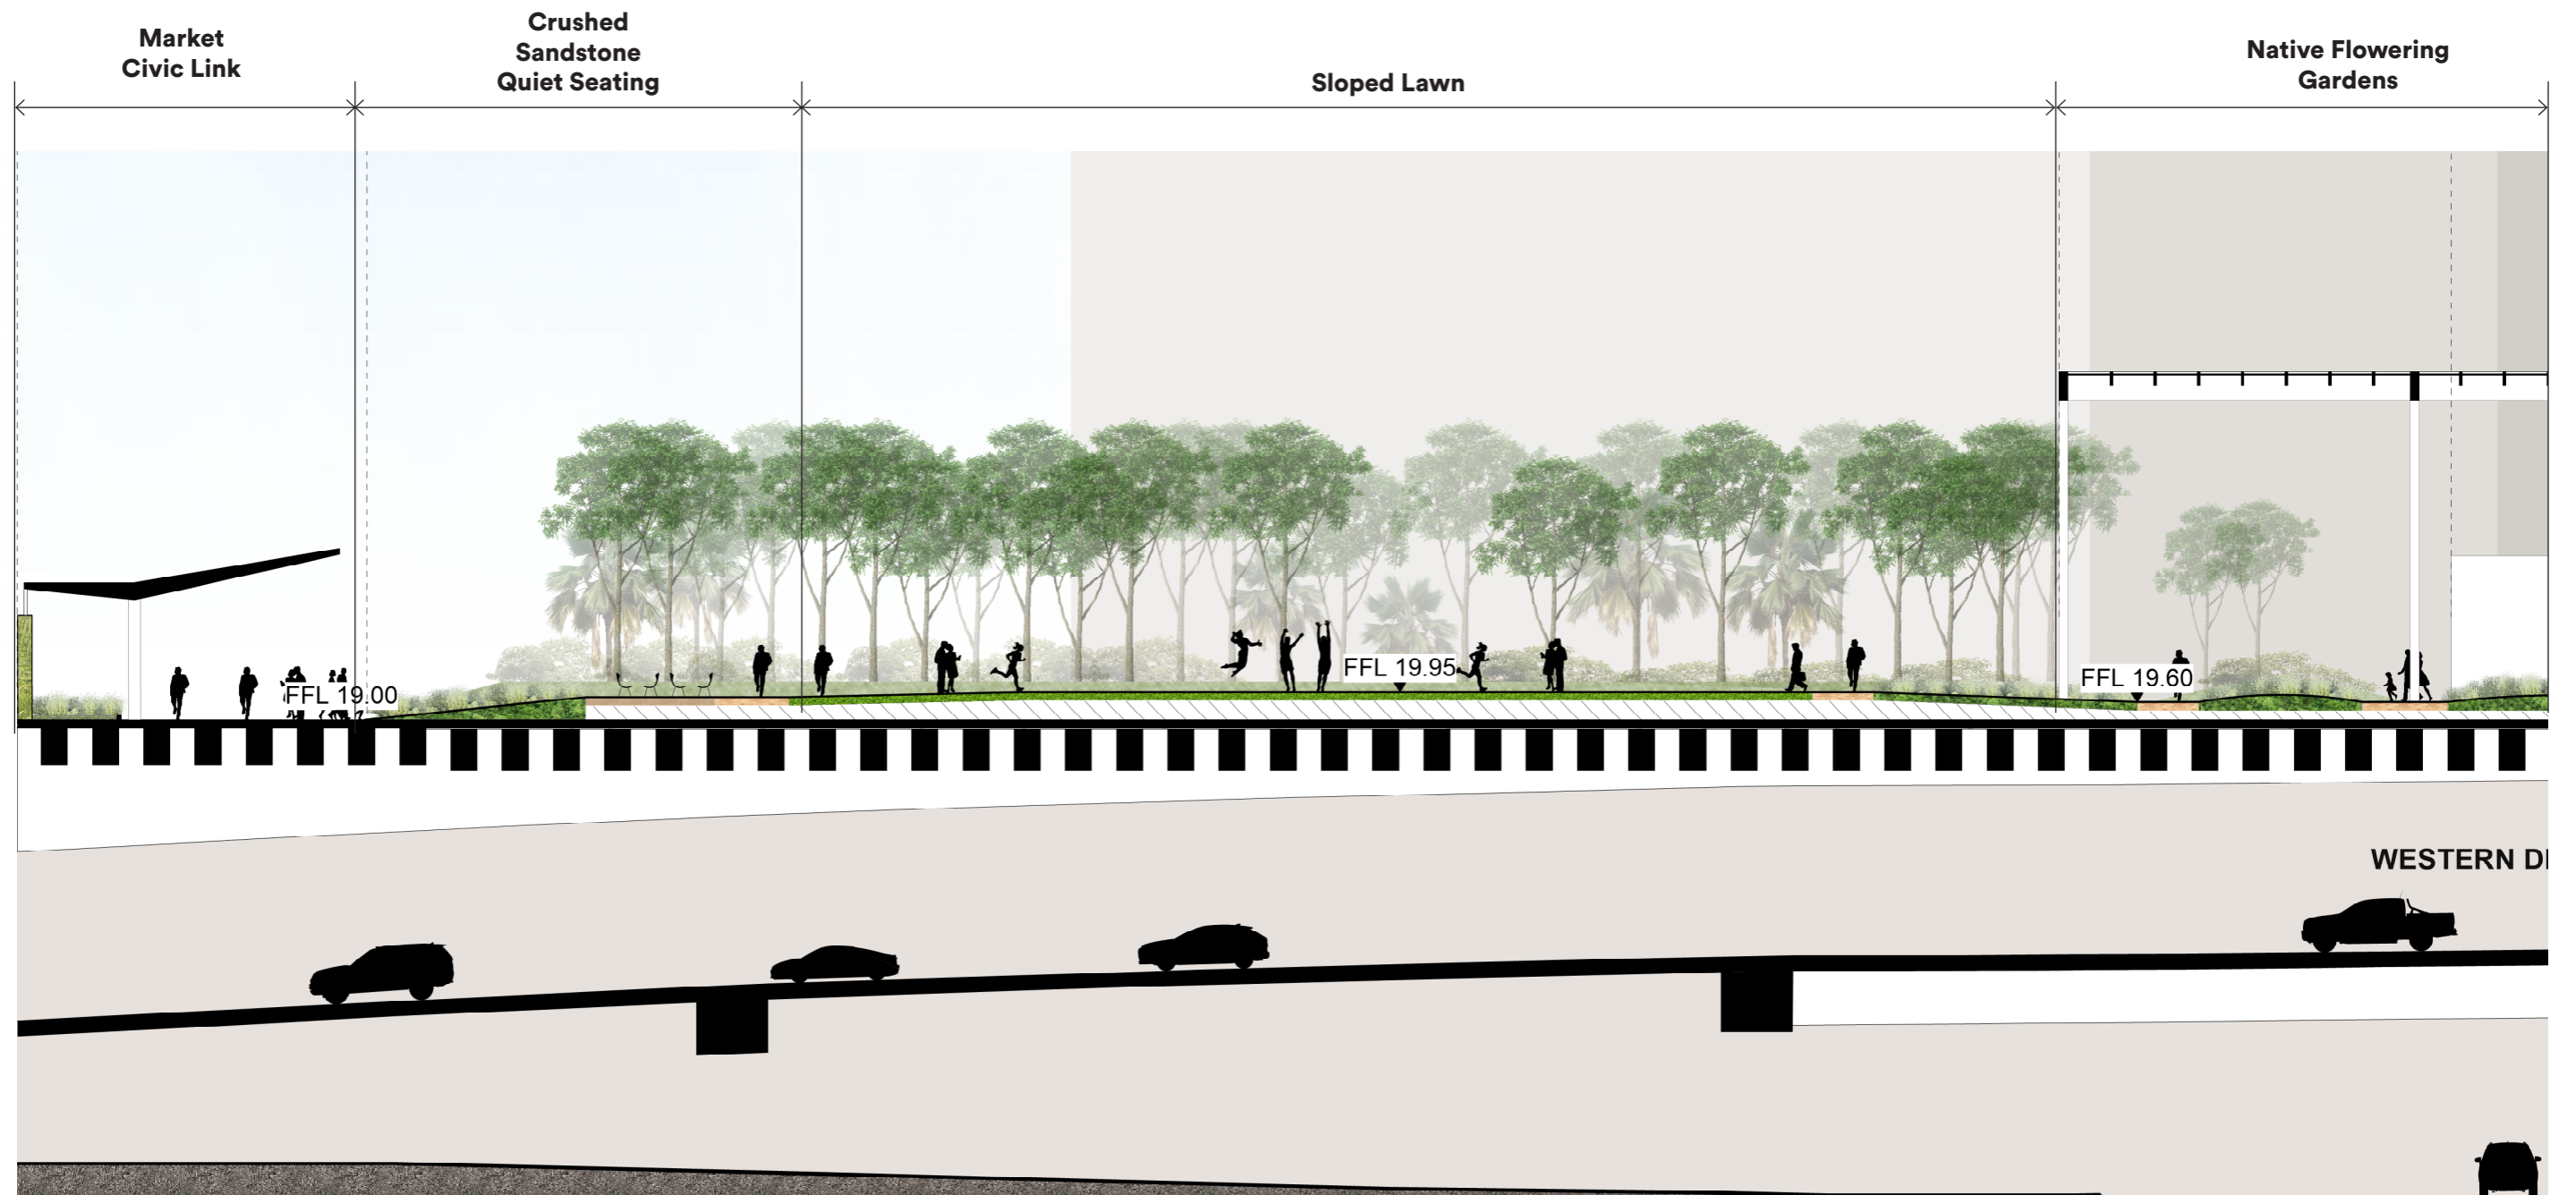 Market
Civic Link
Crushed
Sandstone
Quiet Seating
Sloped Lawn
Native Flowering
Gardens
FFL 19.00
FFL 19.95
FFL 19.60
WESTERN